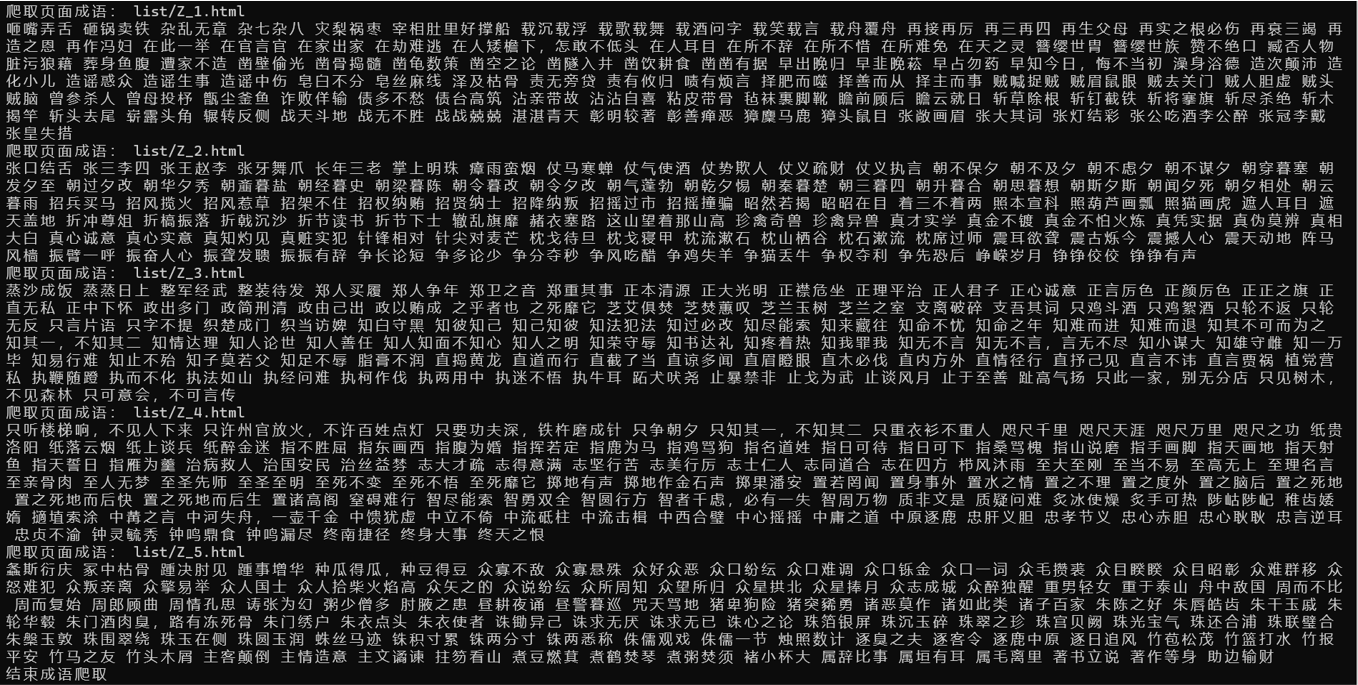 爬取页面成语： list/Z_1.html
咂嘴弄舌 砸锅卖铁 杂乱无章 杂七杂八 灾梨祸枣 宰相肚里好撑船 载沉载浮 载歌载舞 载酒问字 载笑载言 载舟覆舟 再接再厉 再三再四 再生父母 再实之根必伤 再衰三竭 再
造之恩 再作冯妇 在此一举 在官言官 在家出家 在劫难逃 在人矮檐下，怎敢不低头 在人耳目 在所不辞 在所不惜 在所难免 在天之灵 簪缨世胄 簪缨世族 赞不绝口 臧否人物
脏污狼藉 葬身鱼腹 遭家不造 凿壁偷光 凿骨捣髓 凿龟数策 凿空之论 凿隧入井 凿饮耕食 凿凿有据 早出晚归 早韭晚菘 早占勿药 早知今日，悔不当初 澡身浴德 造次颠沛 造
化小儿 造谣惑众 造谣生事 造谣中伤 皂白不分 皂丝麻线 泽及枯骨 责无旁贷 责有攸归 啧有烦言 择肥而噬 择善而从 择主而事 贼喊捉贼 贼眉鼠眼 贼去关门 贼人胆虚 贼头
贼脑 曾参杀人 曾母投杼 甑尘釜鱼 诈败佯输 债多不愁 债台高筑 沾亲带故 沾沾自喜 粘皮带骨 毡袜裹脚靴 瞻前顾后 瞻云就日 斩草除根 斩钉截铁 斩将搴旗 斩尽杀绝 斩木
揭竿 斩头去尾 崭露头角 辗转反侧 战天斗地 战无不胜 战战兢兢 湛湛青天 彰明较著 彰善瘅恶 獐麇马鹿 獐头鼠目 张敞画眉 张大其词 张灯结彩 张公吃酒李公醉 张冠李戴
张皇失措
爬取页面成语： list/Z_2.html
张口结舌 张三李四 张王赵李 张牙舞爪 长年三老 掌上明珠 瘴雨蛮烟 仗马寒蝉 仗气使酒 仗势欺人 仗义疏财 仗义执言 朝不保夕 朝不及夕 朝不虑夕 朝不谋夕 朝穿暮塞 朝
发夕至 朝过夕改 朝华夕秀 朝齑暮盐 朝经暮史 朝梁暮陈 朝令暮改 朝令夕改 朝气蓬勃 朝乾夕惕 朝秦暮楚 朝三暮四 朝升暮合 朝思暮想 朝斯夕斯 朝闻夕死 朝夕相处 朝云
暮雨 招兵买马 招风揽火 招风惹草 招架不住 招权纳贿 招贤纳士 招降纳叛 招摇过市 招摇撞骗 昭然若揭 昭昭在目 着三不着两 照本宣科 照葫芦画瓢 照猫画虎 遮人耳目 遮
天盖地 折冲尊俎 折槁振落 折戟沉沙 折节读书 折节下士 辙乱旗靡 赭衣塞路 这山望着那山高 珍禽奇兽 珍禽异兽 真才实学 真金不镀 真金不怕火炼 真凭实据 真伪莫辨 真相
大白 真心诚意 真心实意 真知灼见 真赃实犯 针锋相对 针尖对麦芒 枕戈待旦 枕戈寝甲 枕流漱石 枕山栖谷 枕石漱流 枕席过师 震耳欲聋 震古烁今 震撼人心 震天动地 阵马
风樯 振臂一呼 振奋人心 振聋发聩 振振有辞 争长论短 争多论少 争分夺秒 争风吃醋 争鸡失羊 争猫丢牛 争权夺利 争先恐后 峥嵘岁月 铮铮佼佼 铮铮有声
爬取页面成语： list/Z_3.html
蒸沙成饭 蒸蒸日上 整军经武 整装待发 郑人买履 郑人争年 郑卫之音 郑重其事 正本清源 正大光明 正襟危坐 正理平治 正人君子 正心诚意 正言厉色 正颜厉色 正正之旗 正
直无私 正中下怀 政出多门 政简刑清 政由己出 政以贿成 之乎者也 之死靡它 芝艾俱焚 芝焚蕙叹 芝兰玉树 芝兰之室 支离破碎 支吾其词 只鸡斗酒 只鸡絮酒 只轮不返 只轮
无反 只言片语 只字不提 织楚成门 织当访婢 知白守黑 知彼知己 知己知彼 知法犯法 知过必改 知尽能索 知来藏往 知命不忧 知命之年 知难而进 知难而退 知其不可而为之
知其一，不知其二 知情达理 知人论世 知人善任 知人知面不知心 知人之明 知荣守辱 知书达礼 知疼着热 知我罪我 知无不言 知无不言，言无不尽 知小谋大 知雄守雌 知一万
毕 知易行难 知止不殆 知子莫若父 知足不辱 脂膏不润 直捣黄龙 直道而行 直截了当 直谅多闻 直眉瞪眼 直木必伐 直内方外 直情径行 直抒己见 直言不讳 直言贾祸 植党营
私 执鞭随蹬 执而不化 执法如山 执经问难 执柯作伐 执两用中 执迷不悟 执牛耳 跖犬吠尧 止暴禁非 止戈为武 止谈风月 止于至善 趾高气扬 只此一家，别无分店 只见树木，
不见森林 只可意会，不可言传
爬取页面成语： list/Z_4.html
只听楼梯响，不见人下来 只许州官放火，不许百姓点灯 只要功夫深，铁杵磨成针 只争朝夕 只知其一，不知其二 只重衣衫不重人 咫尺千里 咫尺天涯 咫尺万里 咫尺之功 纸贵
洛阳 纸落云烟 纸上谈兵 纸醉金迷 指不胜屈 指东画西 指腹为婚 指挥若定 指鹿为马 指鸡骂狗 指名道姓 指日可待 指日可下 指桑骂槐 指山说磨 指手画脚 指天画地 指天射
鱼 指天誓日 指雁为羹 治病救人 治国安民 治丝益棼 志大才疏 志得意满 志坚行苦 志美行厉 志士仁人 志同道合 志在四方 栉风沐雨 至大至刚 至当不易 至高无上 至理名言
至亲骨肉 至人无梦 至圣先师 至圣至明 至死不变 至死不悟 至死靡它 掷地有声 掷地作金石声 掷果潘安 置若罔闻 置身事外 置水之情 置之不理 置之度外 置之脑后 置之死地
置之死地而后快 置之死地而后生 置诸高阁 窒碍难行 智尽能索 智勇双全 智圆行方 智者千虑，必有一失 智周万物 质非文是 质疑问难 炙冰使燥 炙手可热 陟岵陟屺 稚齿婑
媠 擿埴索涂 中冓之言 中河失舟，一壶千金 中馈犹虚 中立不倚 中流砥柱 中流击楫 中西合璧 中心摇摇 中庸之道 中原逐鹿 忠肝义胆 忠孝节义 忠心赤胆 忠心耿耿 忠言逆耳
忠贞不渝 钟灵毓秀 钟鸣鼎食 钟鸣漏尽 终南捷径 终身大事 终天之恨
爬取页面成语： list/Z_5.html
螽斯衍庆 冢中枯骨 踵决肘见 踵事增华 种瓜得瓜，种豆得豆 众寡不敌 众寡悬殊 众好众恶 众口纷纭 众口难调 众口铄金 众口一词 众毛攒裘 众目睽睽 众目昭彰 众难群移 众
怒难犯 众叛亲离 众擎易举 众人国士 众人拾柴火焰高 众矢之的 众说纷纭 众所周知 众望所归 众星拱北 众星捧月 众志成城 众醉独醒 重男轻女 重于泰山 舟中敌国 周而不比
周而复始 周郎顾曲 周情孔思 诪张为幻 粥少僧多 肘腋之患 昼耕夜诵 昼警暮巡 咒天骂地 猪卑狗险 猪突豨勇 诸恶莫作 诸如此类 诸子百家 朱陈之好 朱唇皓齿 朱干玉戚 朱
轮华毂 朱门酒肉臭，路有冻死骨 朱门绣户 朱衣点头 朱衣使者 诛锄异己 诛求无厌 诛求无已 诛心之论 珠箔银屏 珠沉玉碎 珠翠之珍 珠宫贝阙 珠光宝气 珠还合浦 珠联璧合
朱槃玉敦 珠围翠绕 珠玉在侧 珠圆玉润 蛛丝马迹 铢积寸累 铢两分寸 铢两悉称 侏儒观戏 侏儒一节 烛照数计 逐臭之夫 逐客令 逐鹿中原 逐日追风 竹苞松茂 竹篮打水 竹报
平安 竹马之友 竹头木屑 主客颠倒 主情造意 主文谲谏 拄笏看山 煮豆燃萁 煮鹤焚琴 煮粥焚须 褚小杯大 属辞比事 属垣有耳 属毛离里 著书立说 著作等身 助边输财
结束成语爬取